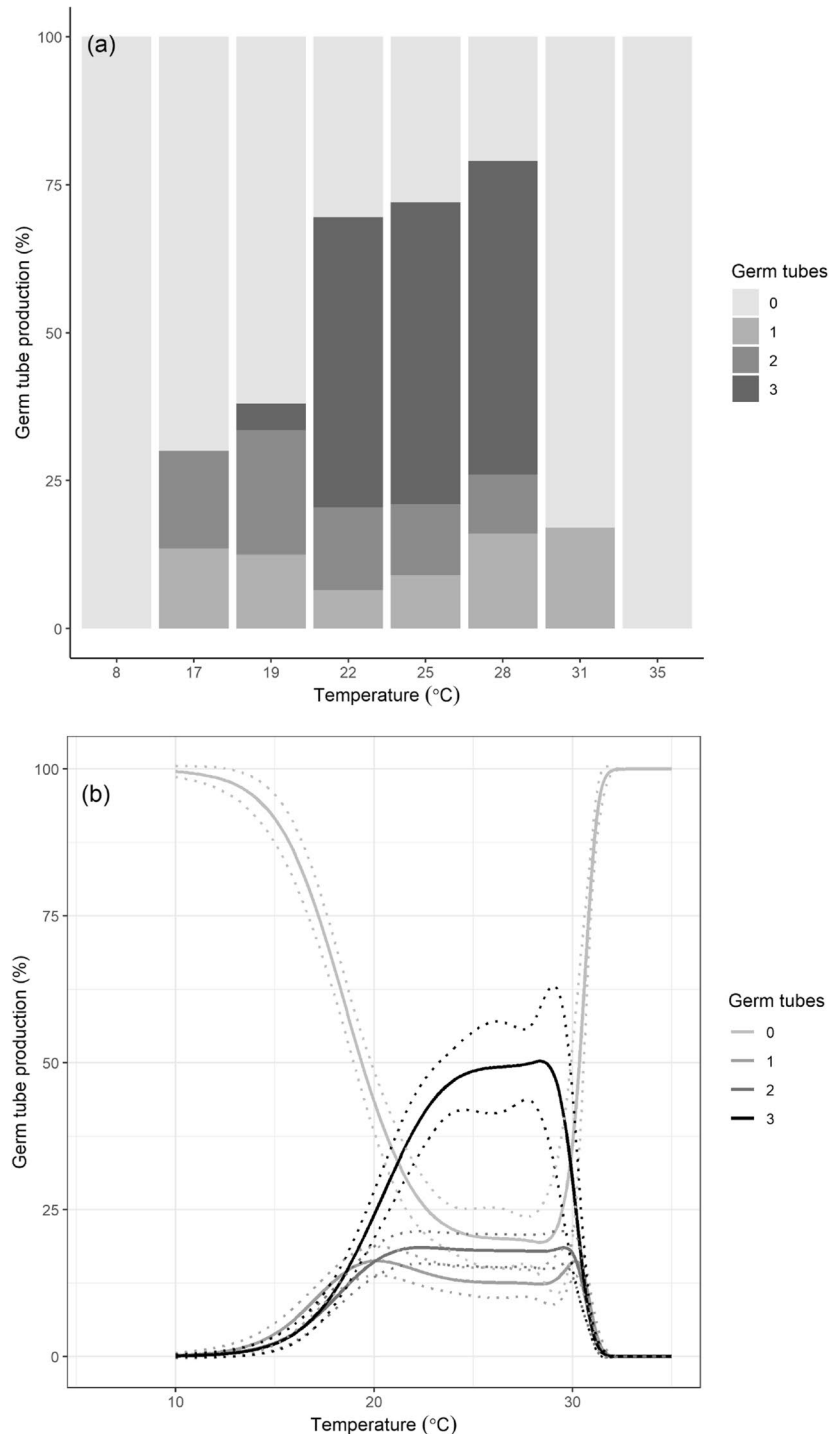 (a)
100
75
50
25
0
Germ tube production (%)
8 17 19 22 25 28 31 35
Temperature (°C)
Germ tubes
0
1
2
3
(b)
100
75
50
25
0
Germ tube production (%)
10 20 30
Temperature (°C)
Germ tubes
0
1
2
3